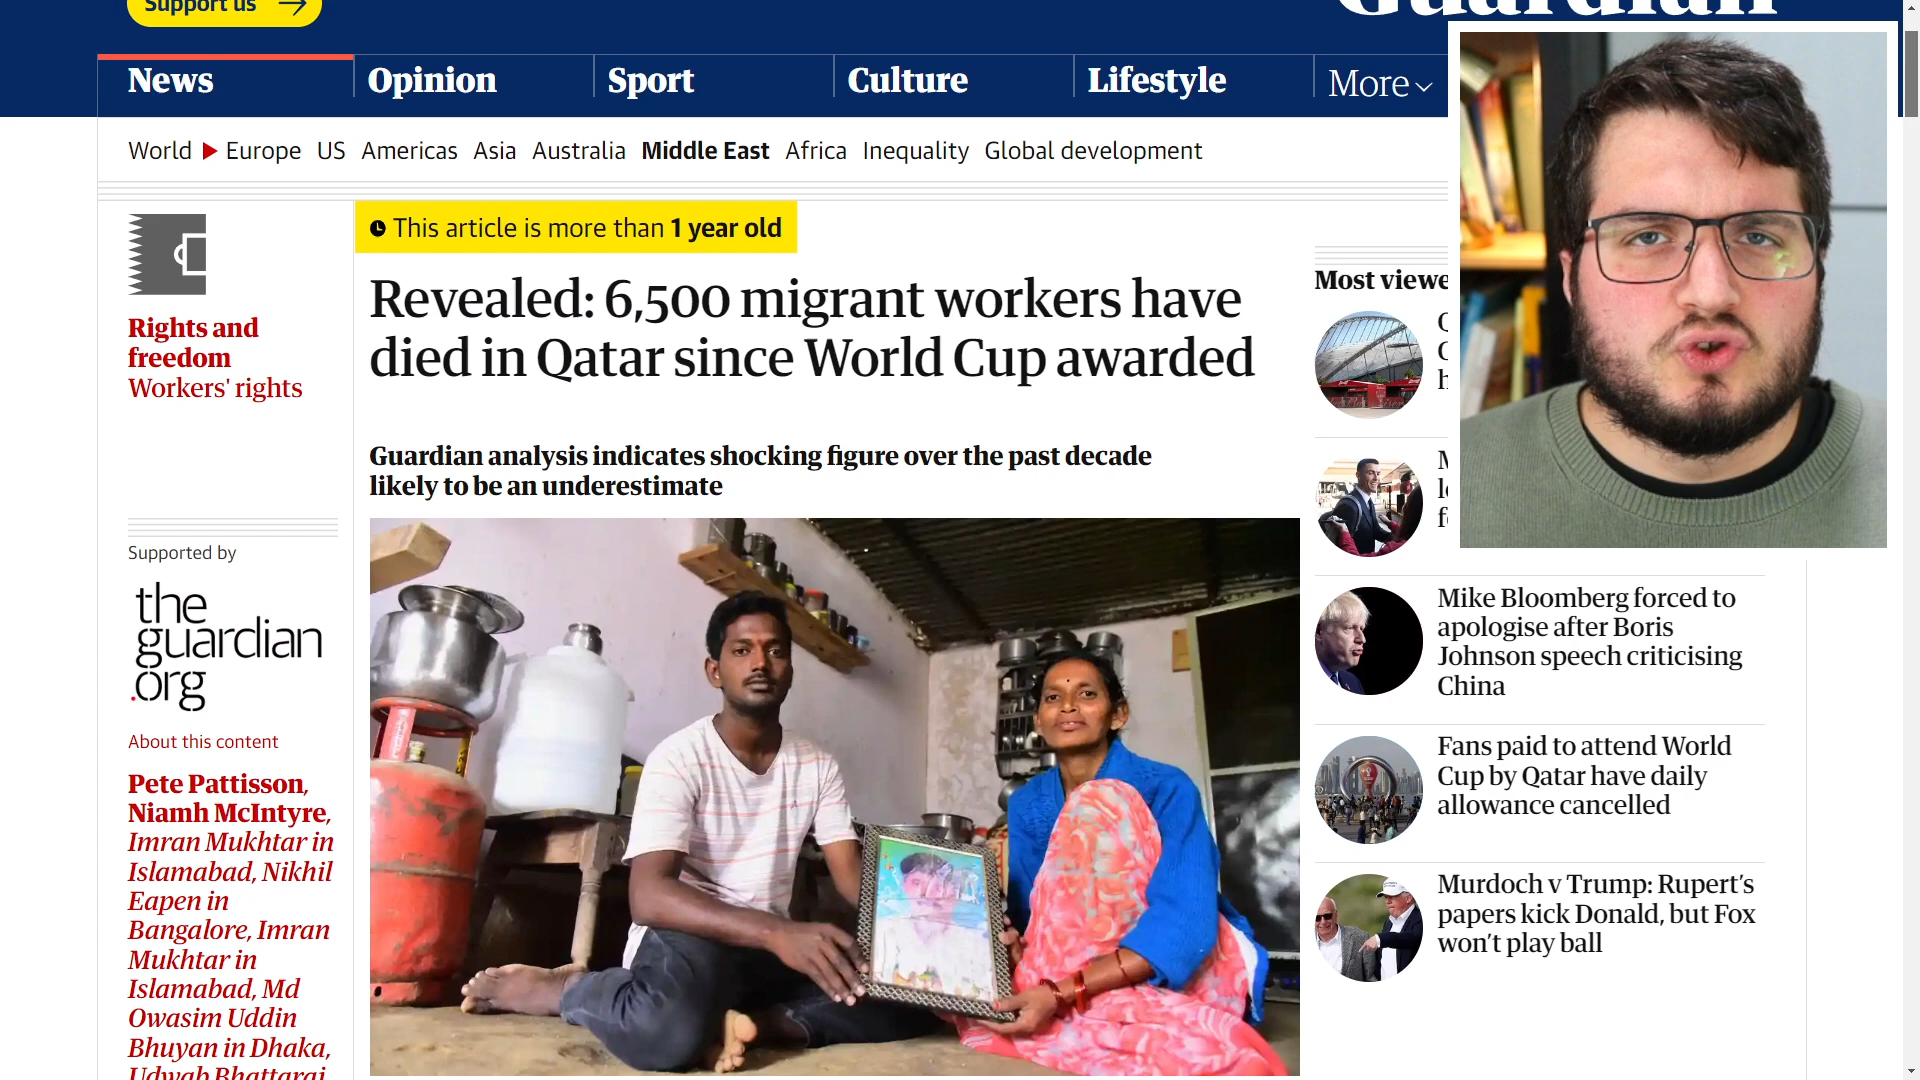 Support us
Guardian
News
Opinion
Sport
Culture
Lifestyle
More
World
Europe
US
Americas
Asia
Australia
Middle East
Africa
Inequality
Global development
Rights and
freedom
Workers' rights
This article is more than 1 year old
Revealed: 6,500 migrant workers have
died in Qatar since World Cup awarded
Guardian analysis indicates shocking figure over the past decade
likely to be an underestimate
Supported by
the
guardian
.org
About this content
Pete Pattisson,
Niamh McIntyre,
Imran Mukhtar in
Islamabad, Nikhil
Eapen in
Bangalore, Imran
Mukhtar in
Islamabad, Md
Owasim Uddin
Bhuyan in Dhaka,
Udwab Bhattarai
Most viewe
Mike Bloomberg forced to
apologise after Boris
Johnson speech criticising
China
Fans paid to attend World
Cup by Qatar have daily
allowance cancelled
Murdoch v Trump: Rupert's
papers kick Donald, but Fox
won't play ball